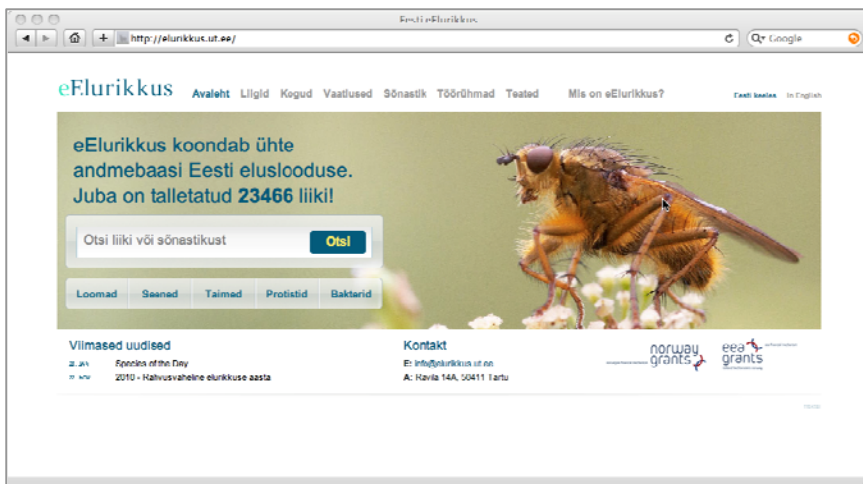 Eesti eElurikkus
http://elurikkus.ut.ee/
Google
eElurikkus
Avaleht Liigid Kogud Vaatlused Sõnastik Töörühmad Teated Mis on eElurikkus?
Eesti keeles In English
eElurikkus koondab ühte
andmebaasi Eesti eluslooduse.
Juba on talletatud 23466 liiki!
Otsi liiki või sõnastikust
Otsi
Loomad Seened Taimed Protistid Bakterid
Viimased uudised
Species of the Day
2010 - Rahvusvaheline elurikkuse aasta
Kontakt
E: info@elurikkus.ut.ee
A: Ravila 14A, 50411 Tartu
norway
grants
eea
grants